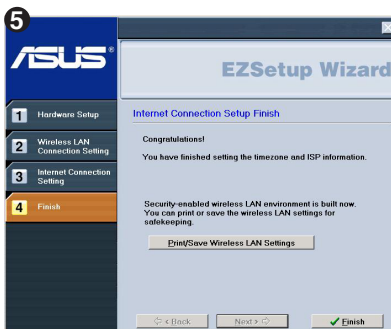 5
ASUS
EZSetup Wizard
1 Hardware Setup
2 Wireless LAN
Connection Setting
3 Internet Connection
Setting
4 Finish
Internet Connection Setup Finish
Congratulations!
You have finished setting the timezone and ISP information.
Security-enabled wireless LAN environment is built now.
You can print or save the wireless LAN settings for
safekeeping.
Print/Save Wireless LAN Settings
< Back
Next >
Finish